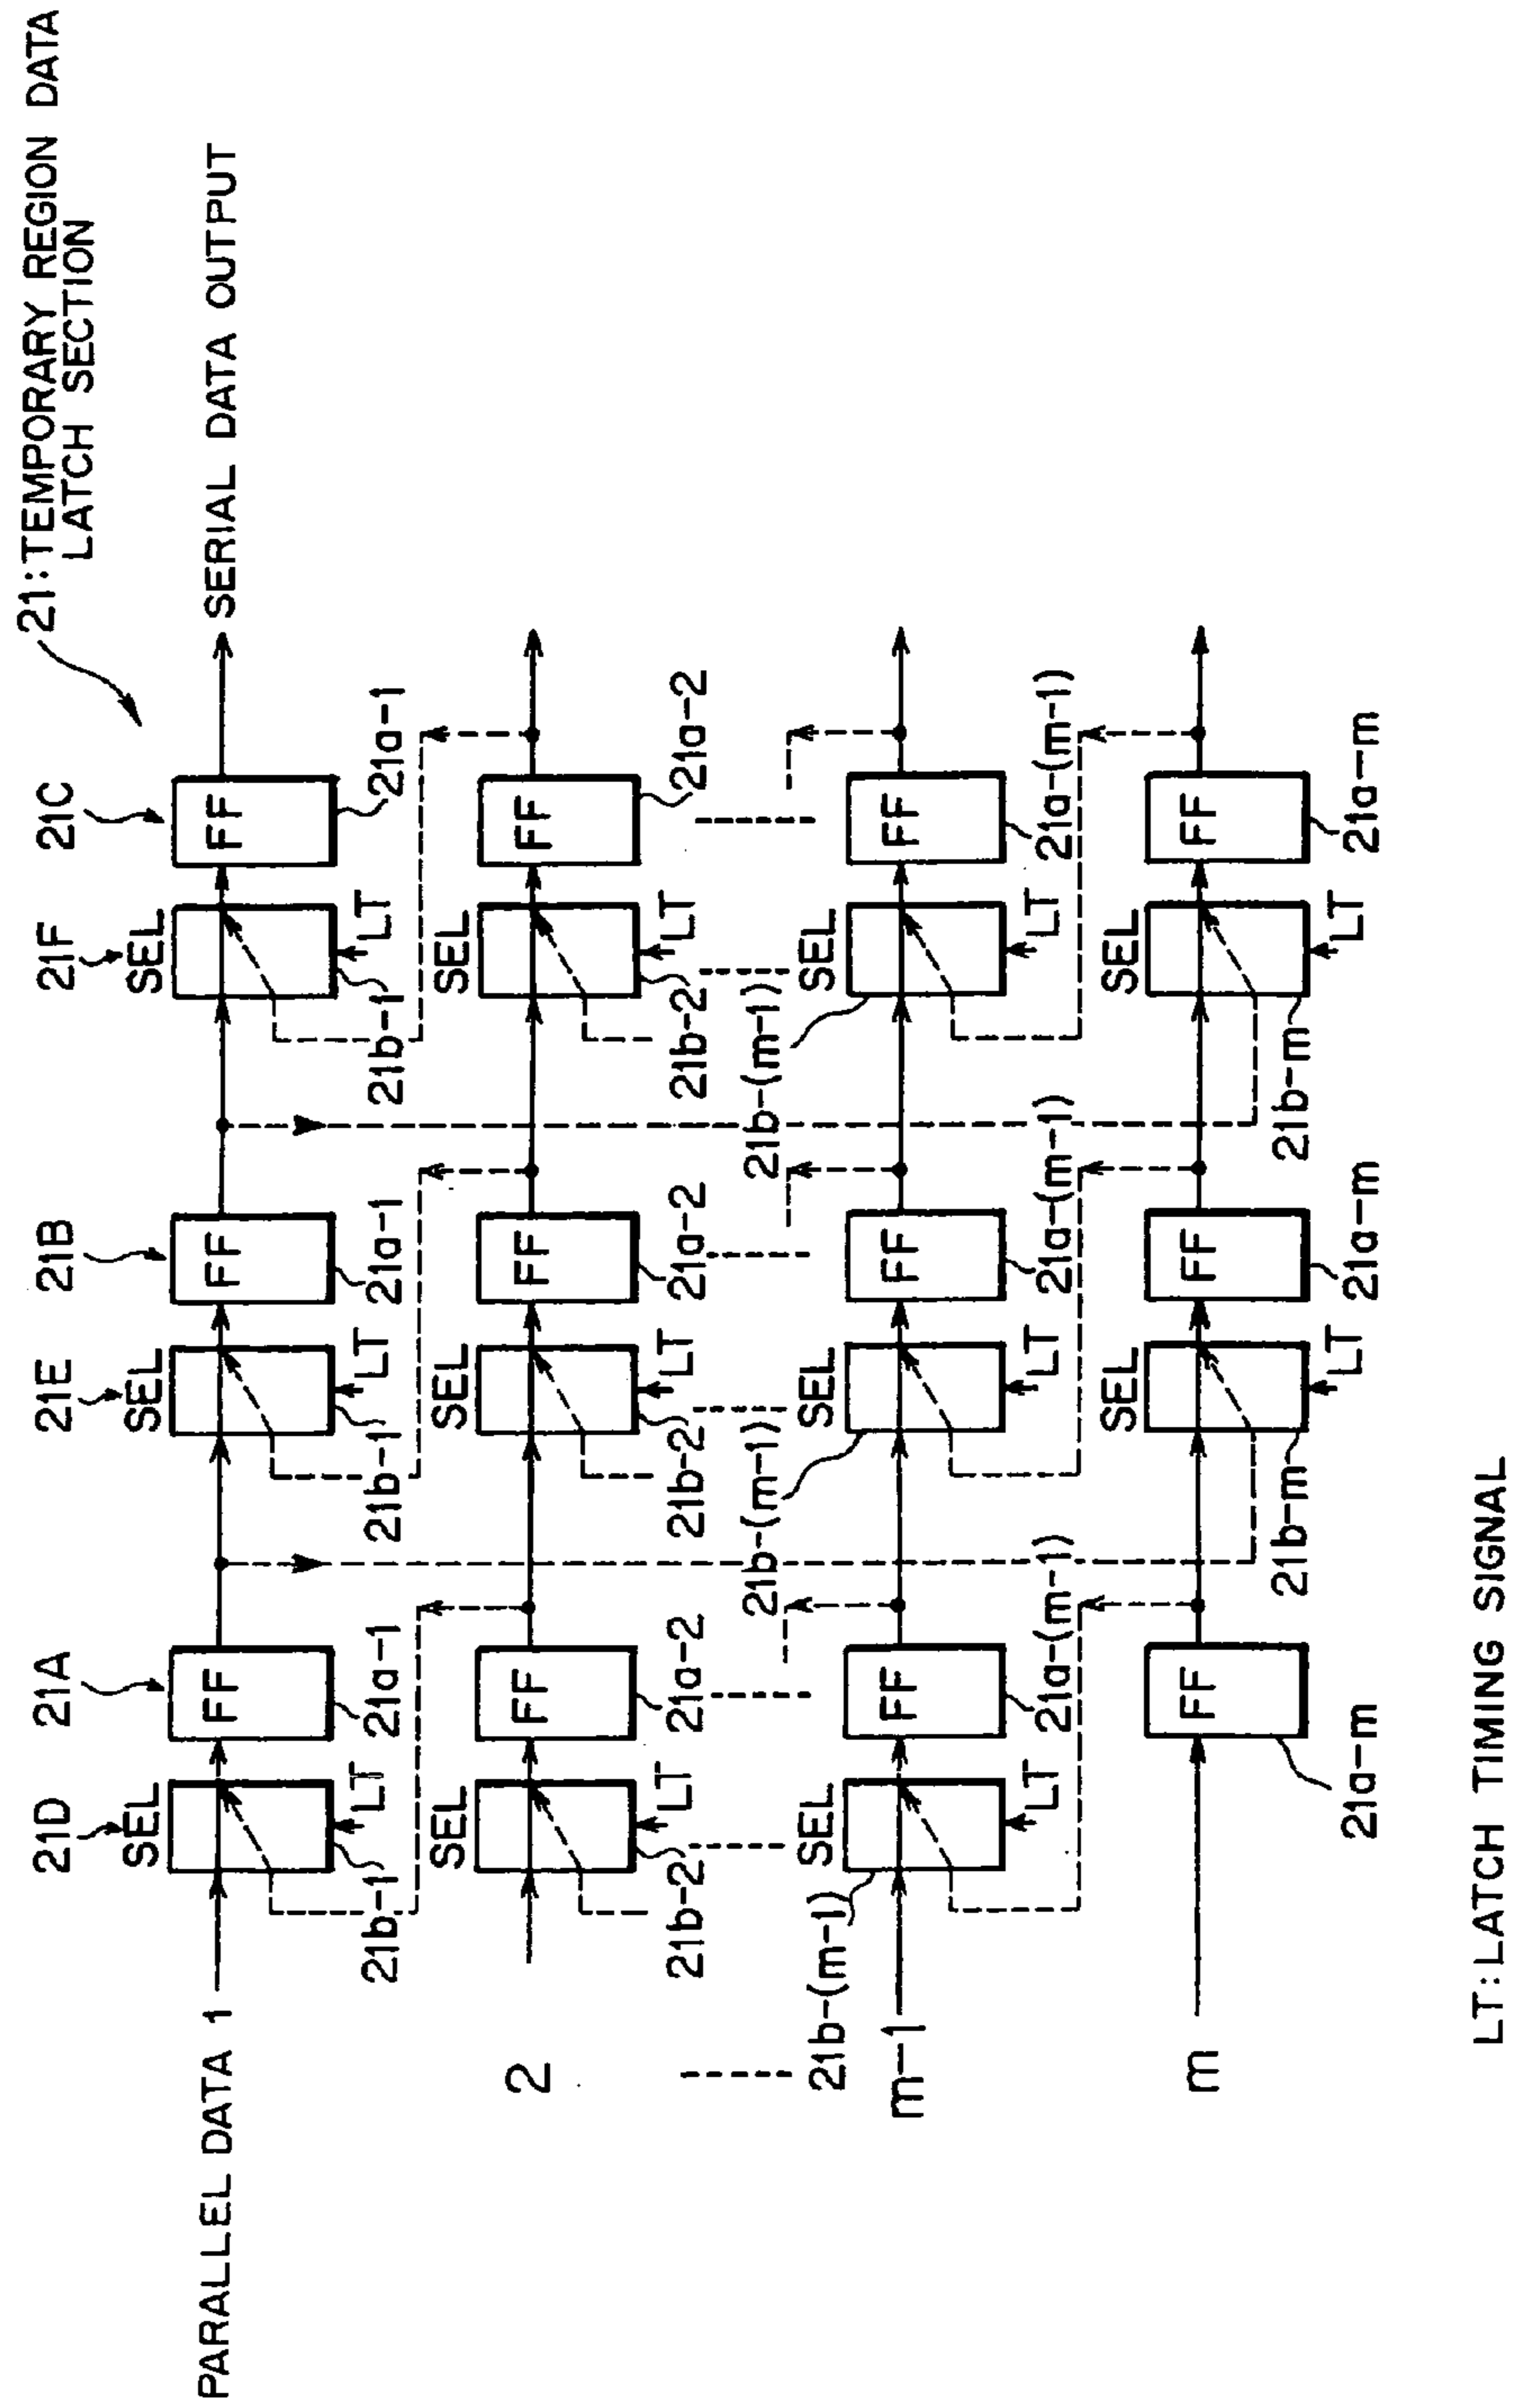 21:TEMPORARY REGION DATA
LATCH SECTION
SERIAL DATA OUTPUT
PARALLEL DATA 1
21D
21A
21E
21B
21F
21C
SEL
FF
SEL
FF
SEL
FF
21b-1
LT
21a-1
21b-1
LT
21a-1
21b-1
LT
21a-1
2
SEL
FF
SEL
FF
SEL
FF
21b-2
LT
21a-2
21b-2
LT
21a-2
21b-2
LT
21a-2
21b-(m-1)
21b-(m-1)
21b-(m-1)
m-1
SEL
FF
SEL
FF
SEL
FF
LT
21a-(m-1)
LT
21a-(m-1)
LT
21a-(m-1)
m
FF
SEL
FF
SEL
FF
21a-m
21b-m
LT
21a-m
21b-m
LT
21a-m
LT:LATCH TIMING SIGNAL